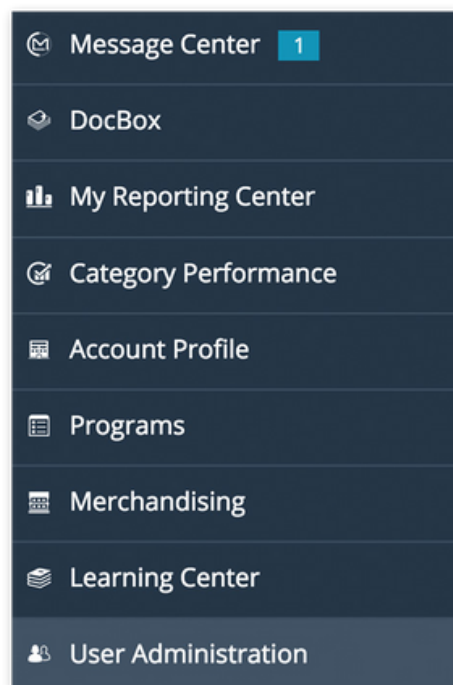 Message Center 1
DocBox
My Reporting Center
Category Performance
Account Profile
Programs
Merchandising
Learning Center
User Administration